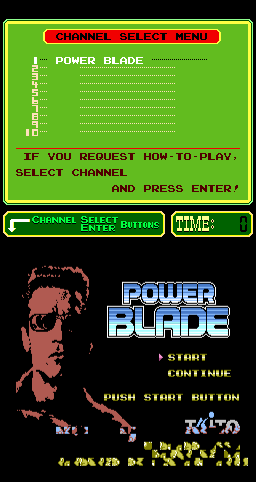 CHANNEL SELECT MENU
1 POWER BLADE
2
3
4
5
6
7
8
9
10
IF YOU REQUEST HOW-TO-PLAY,
SELECT CHANNEL
AND PRESS ENTER!
CHANNEL SELECT
ENTER BUTTONS
TIME: 0
POWER
BLADE
START
CONTINUE
PUSH START BUTTON
TAITO